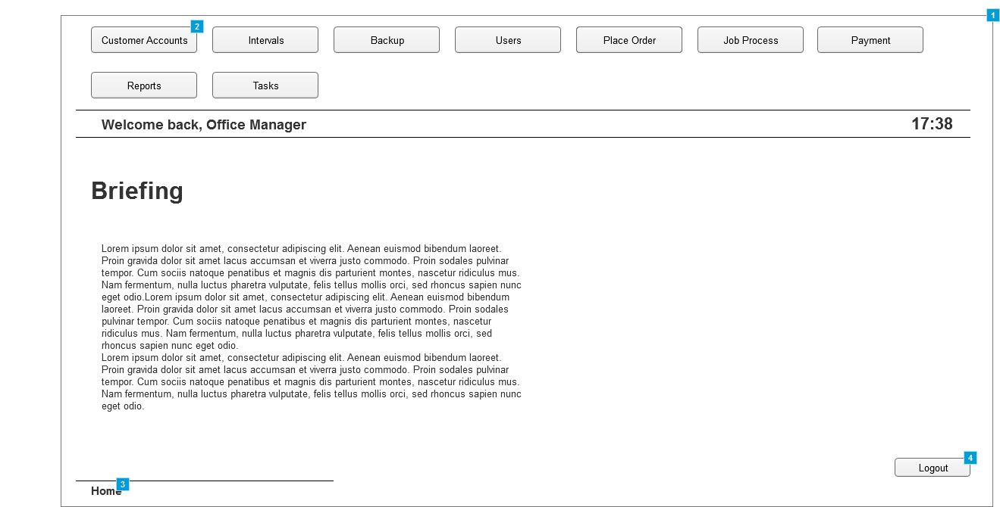 1
2
Customer Accounts Intervals Backup Users Place Order Job Process Payment
Reports Tasks
Welcome back, Office Manager 17:38
Briefing
Lorem ipsum dolor sit amet, consectetur adipiscing elit. Aenean euismod bibendum laoreet.
Proin gravida dolor sit amet lacus accumsan et viverra justo commodo. Proin sodales pulvinar
tempor. Cum sociis natoque penatibus et magnis dis parturient montes, nascetur ridiculus mus.
Nam fermentum, nulla luctus pharetra vulputate, felis tellus mollis orci, sed rhoncus sapien nunc
eget odio.Lorem ipsum dolor sit amet, consectetur adipiscing elit. Aenean euismod bibendum
laoreet. Proin gravida dolor sit amet lacus accumsan et viverra justo commodo. Proin sodales
pulvinar tempor. Cum sociis natoque penatibus et magnis dis parturient montes, nascetur
ridiculus mus. Nam fermentum, nulla luctus pharetra vulputate, felis tellus mollis orci, sed
rhoncus sapien nunc eget odio.
Lorem ipsum dolor sit amet, consectetur adipiscing elit. Aenean euismod bibendum laoreet.
Proin gravida dolor sit amet lacus accumsan et viverra justo commodo. Proin sodales pulvinar
tempor. Cum sociis natoque penatibus et magnis dis parturient montes, nascetur ridiculus mus.
Nam fermentum, nulla luctus pharetra vulputate, felis tellus mollis orci, sed rhoncus sapien nunc
eget odio.
4
Logout
3
Home